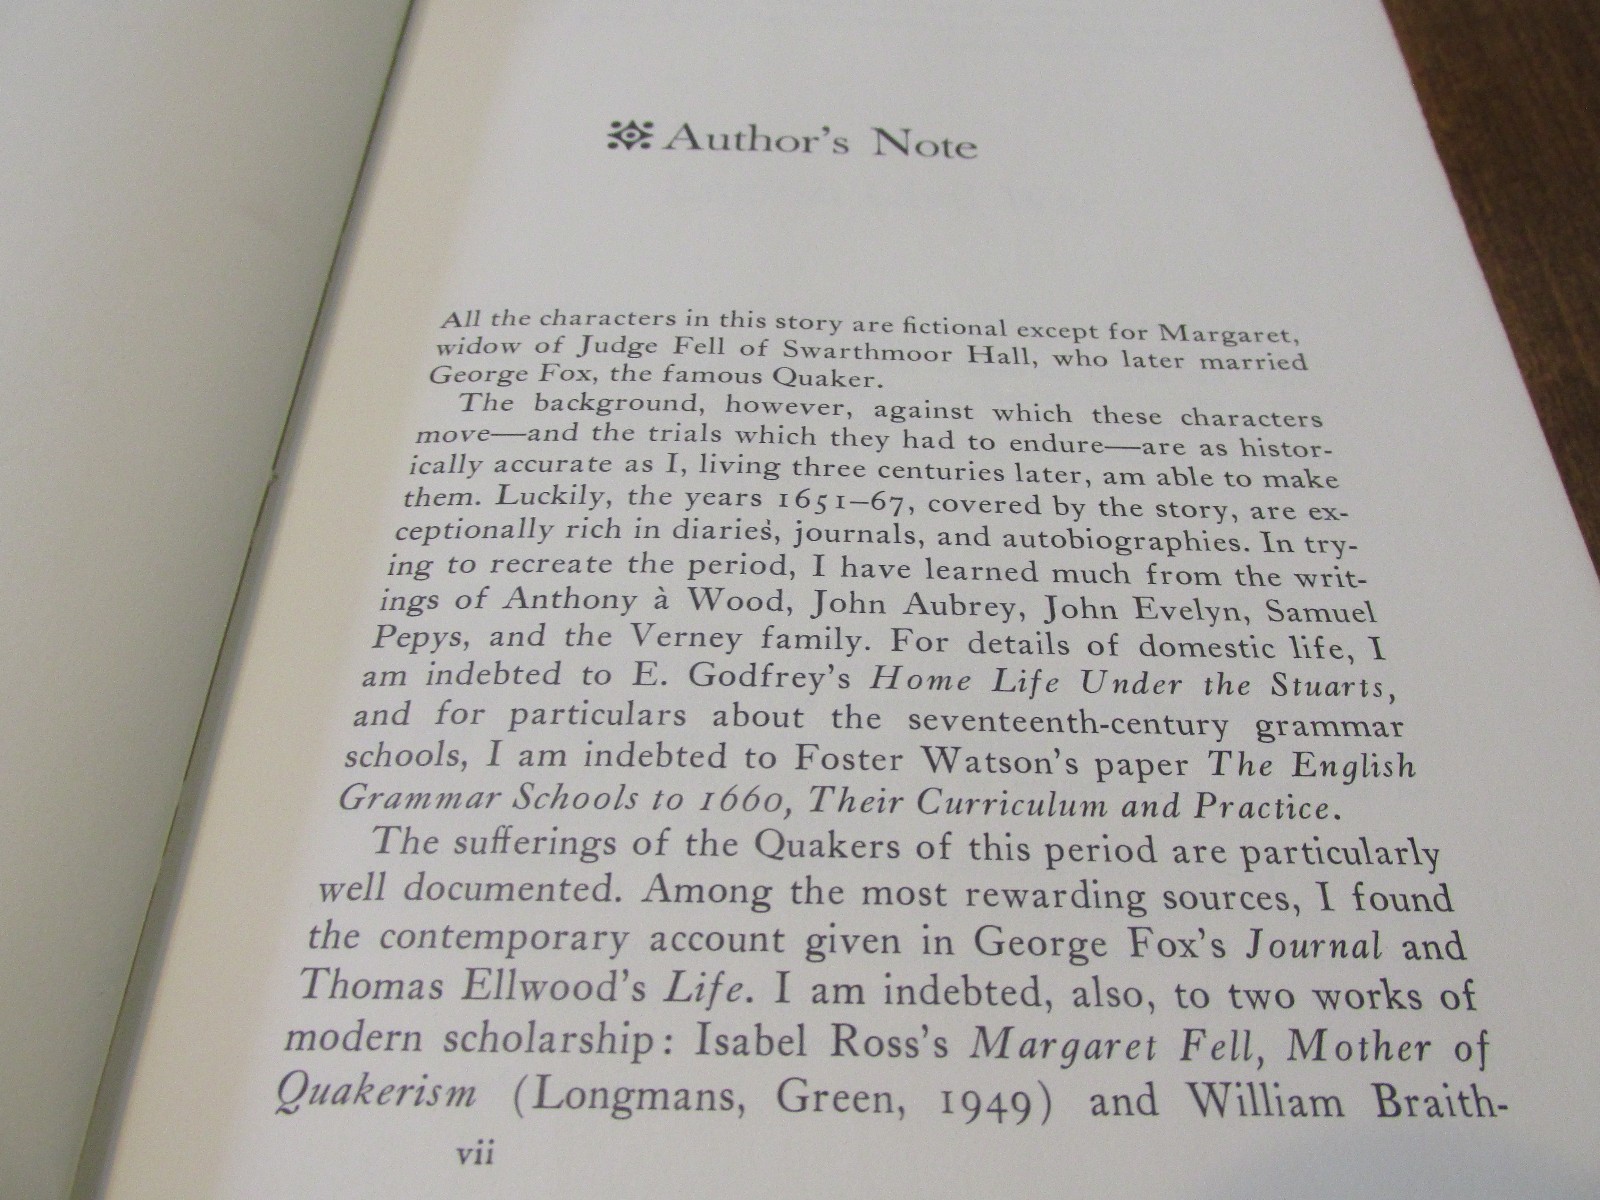 Author's Note
All the characters in this story are fictional except for Margaret,
widow of Judge Fell of Swarthmoor Hall, who later married
George Fox, the famous Quaker.
The background, however, against which these characters
move—and the trials which they had to endure—are as histor-
ically accurate as I, living three centuries later, am able to make
them. Luckily, the years 1651–67, covered by the story, are ex-
ceptionally rich in diaries, journals, and autobiographies. In try-
ing to recreate the period, I have learned much from the writ-
ings of Anthony à Wood, John Aubrey, John Evelyn, Samuel
Pepys, and the Verney family. For details of domestic life, I
am indebted to E. Godfrey's Home Life Under the Stuarts,
and for particulars about the seventeenth-century grammar
schools, I am indebted to Foster Watson's paper The English
Grammar Schools to 1660, Their Curriculum and Practice.
The sufferings of the Quakers of this period are particularly
well documented. Among the most rewarding sources, I found
the contemporary account given in George Fox's Journal and
Thomas Ellwood's Life. I am indebted, also, to two works of
modern scholarship: Isabel Ross's Margaret Fell, Mother of
Quakerism (Longmans, Green, 1949) and William Braith-
vii